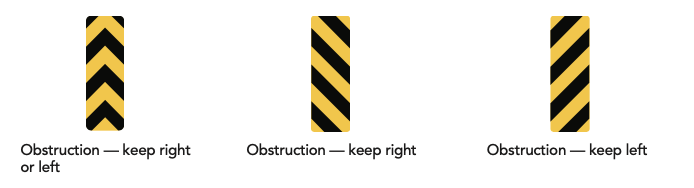 Obstruction — keep right
or left
Obstruction — keep right
Obstruction — keep left